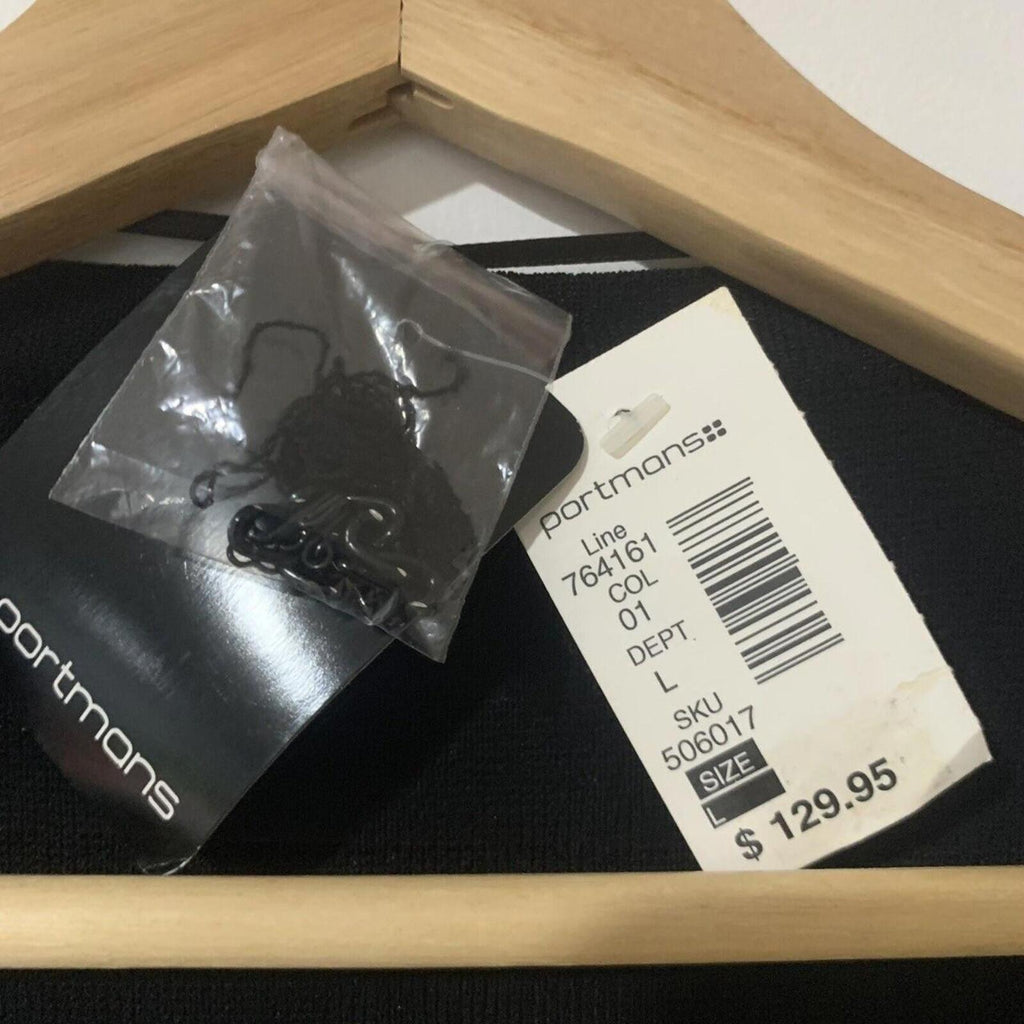 portmans
portmans
Line
764161
COL
01
DEPT.
L
SKU
506017
SIZE
L
$ 129.95